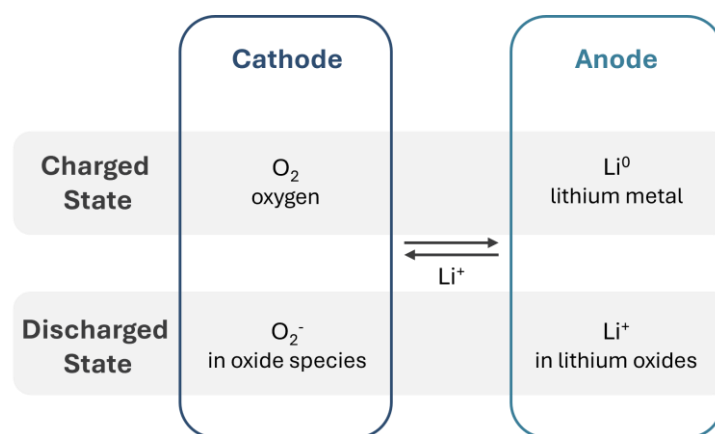 Cathode
Anode
Charged
State
O₂
oxygen
Li⁰
lithium metal
Li⁺
Discharged
State
O₂⁻
in oxide species
Li⁺
in lithium oxides